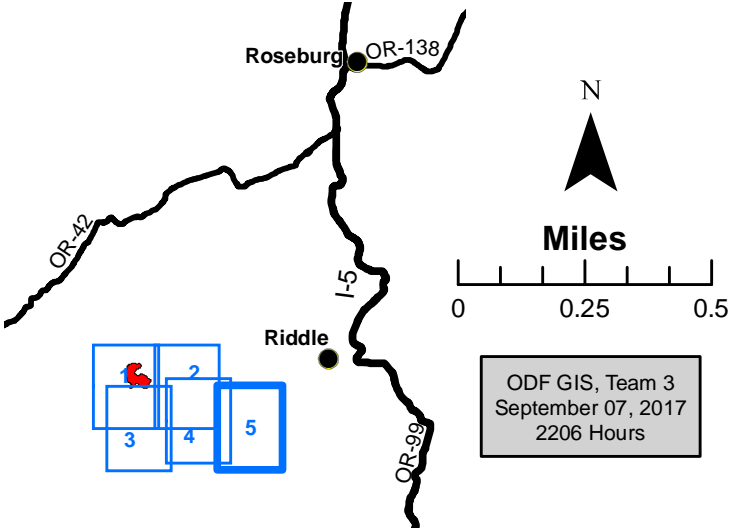 Roseburg
OR-138
N
OR-42
Miles
I-5
0 0.25 0.5
Riddle
1 2
3 4 5
OR-99
ODF GIS, Team 3
September 07, 2017
2206 Hours